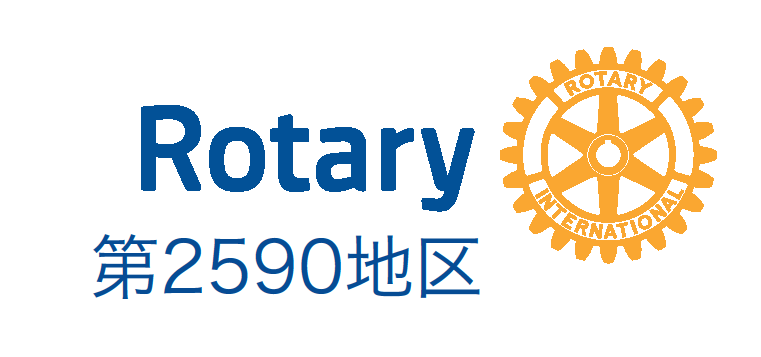 Rotary
第2590地区
ROTARY
INTERNATIONAL